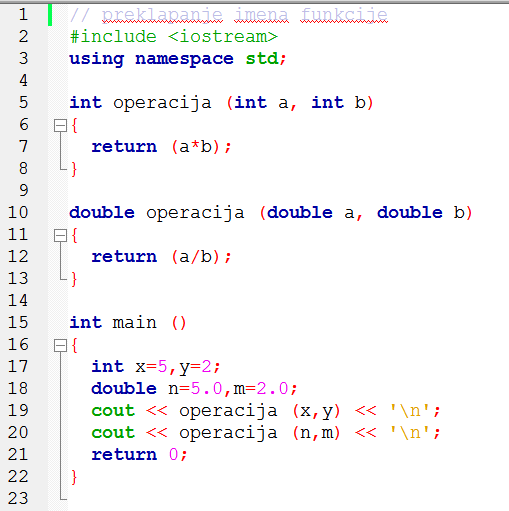 1 // preklapanje imena funkcije
2 #include <iostream>
3 using namespace std;
4
5 int operacija (int a, int b)
6 {
7   return (a*b);
8 }
9
10 double operacija (double a, double b)
11 {
12   return (a/b);
13 }
14
15 int main ()
16 {
17   int x=5,y=2;
18   double n=5.0,m=2.0;
19   cout << operacija (x,y) << '\n';
20   cout << operacija (n,m) << '\n';
21   return 0;
22 }
23